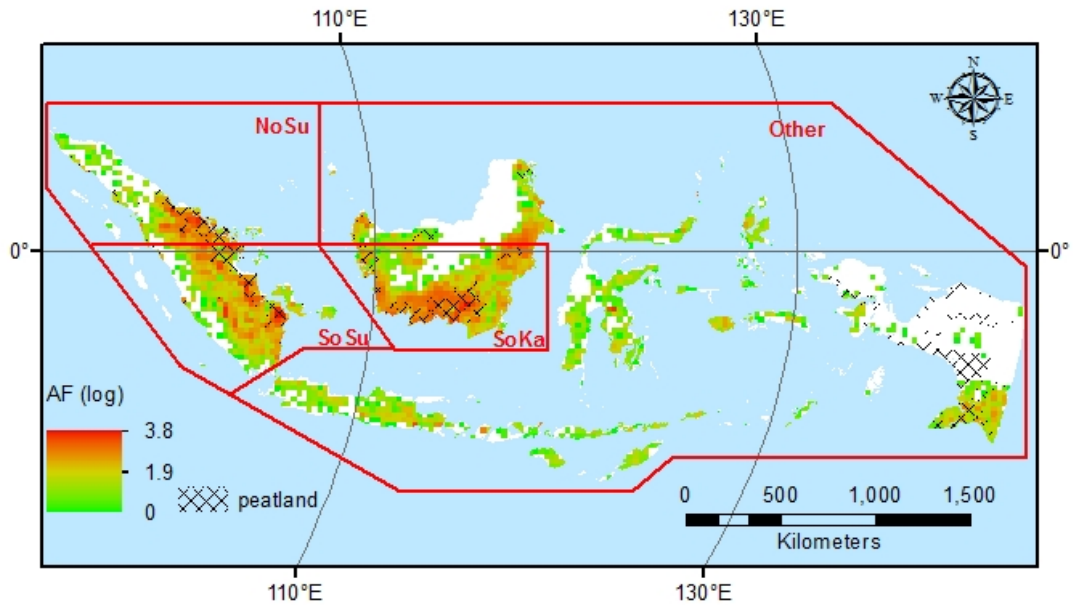 110°E 130°E
N
W E
S
NoSu Other
0° 0°
SoSu SoKa
AF (log)
3.8
1.9
0
peatland
0 500 1,000 1,500
Kilometers
110°E 130°E